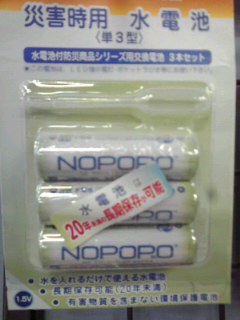 災害時用 水電池
(単3型)
水電池付防災商品シリーズ用交換電池 3本セット
NOPOPO
水電池は
20年未満の長期保存が可能
NOPOPO
1.5V
● 水を入れるだけで使える水電池
● 長期保存可能(20年未満)
● 有害物質を含まない環境保護電池